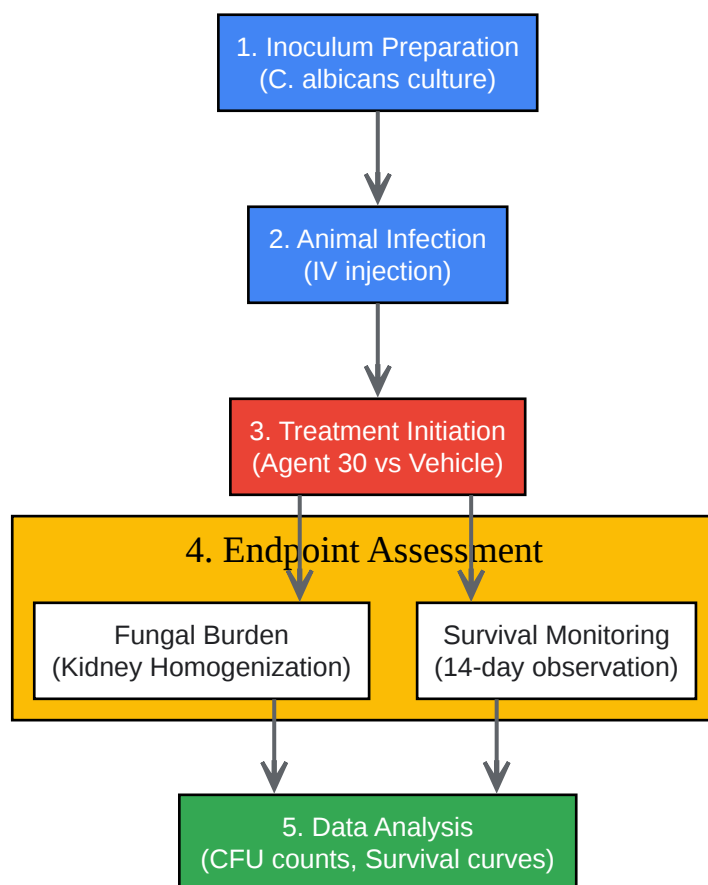 1. Inoculum Preparation
(C. albicans culture)
2. Animal Infection
(IV injection)
3. Treatment Initiation
(Agent 30 vs Vehicle)
4. Endpoint Assessment
Fungal Burden
(Kidney Homogenization)
Survival Monitoring
(14-day observation)
5. Data Analysis
(CFU counts, Survival curves)